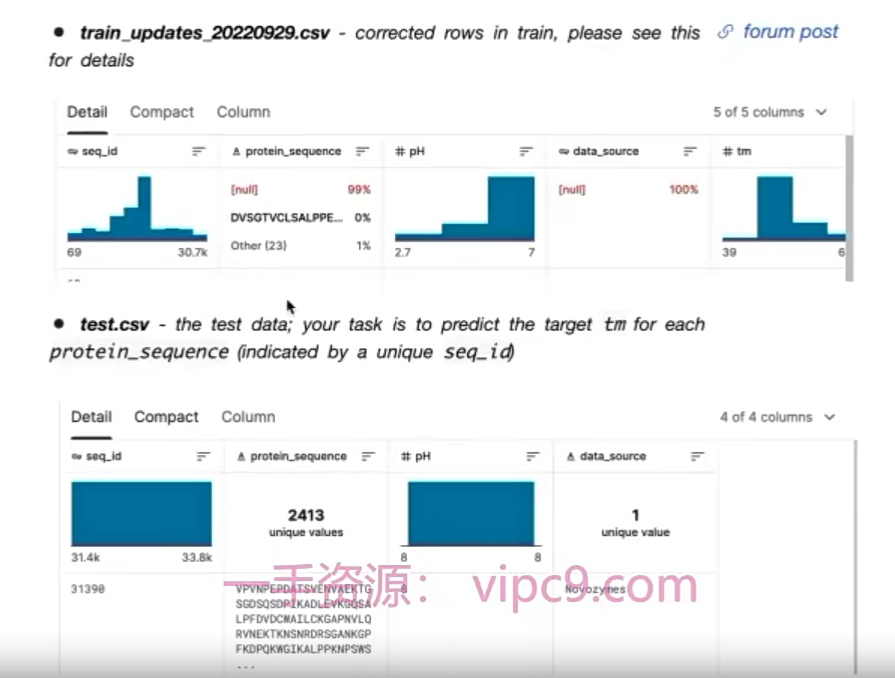 • train_updates_20220929.csv - corrected rows in train, please see this forum post
for details
Detail Compact Column 5 of 5 columns
seq_id protein_sequence # pH data_source # tm
[null] 99% [null] 100%
DVSGTVCLSALPPE... 0%
Other (23) 1%
69 30.7k 2.7 7 39 6
• test.csv - the test data; your task is to predict the target tm for each
protein_sequence (indicated by a unique seq_id)
Detail Compact Column 4 of 4 columns
seq_id protein_sequence # pH data_source
2413 1
unique values unique value
31.4k 33.8k 8 8
31390 VPVNPEPDATSVENVAEKTG 8 Novozymes
SGDSQSDPIKADLEVKGQSA
LPFDVDCWAILCKGAPNVLQ
RVNEKTKNSNRDRSGANKGP
FKDPQKWGIKALPPKNPSWS
...
一手资源： vipc9.com